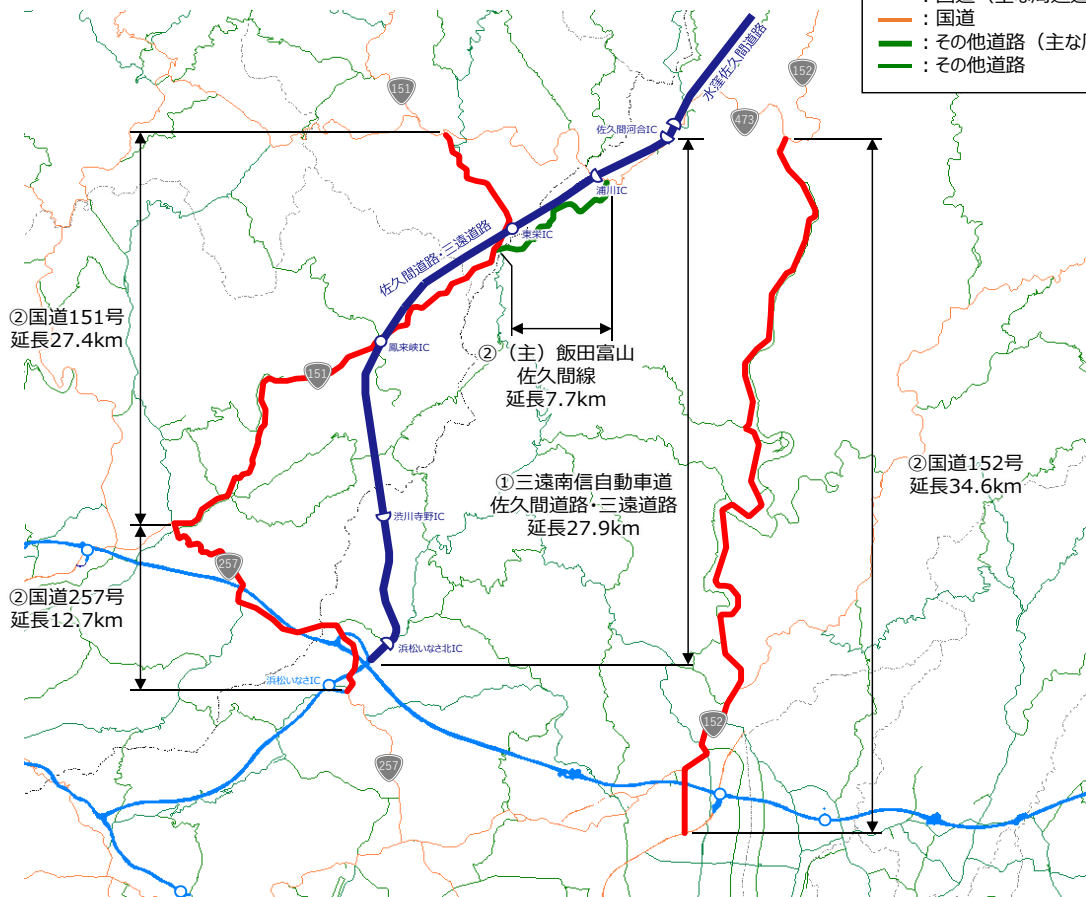 ：国道
：その他道路（主な
：その他道路
152
151
水窪佐久間道路
473
佐久間河合IC
浦川IC
東栄IC
佐久間道路・三遠道路
②国道151号
延長27.4km
鳳来峡IC
②（主）飯田富山
佐久間線
延長7.7km
151
②国道152号
延長34.6km
①三遠南信自動車道
佐久間道路・三遠道路
延長27.9km
渋川寺野IC
257
②国道257号
延長12.7km
浜松いなさ北IC
浜松いなさIC
152
257